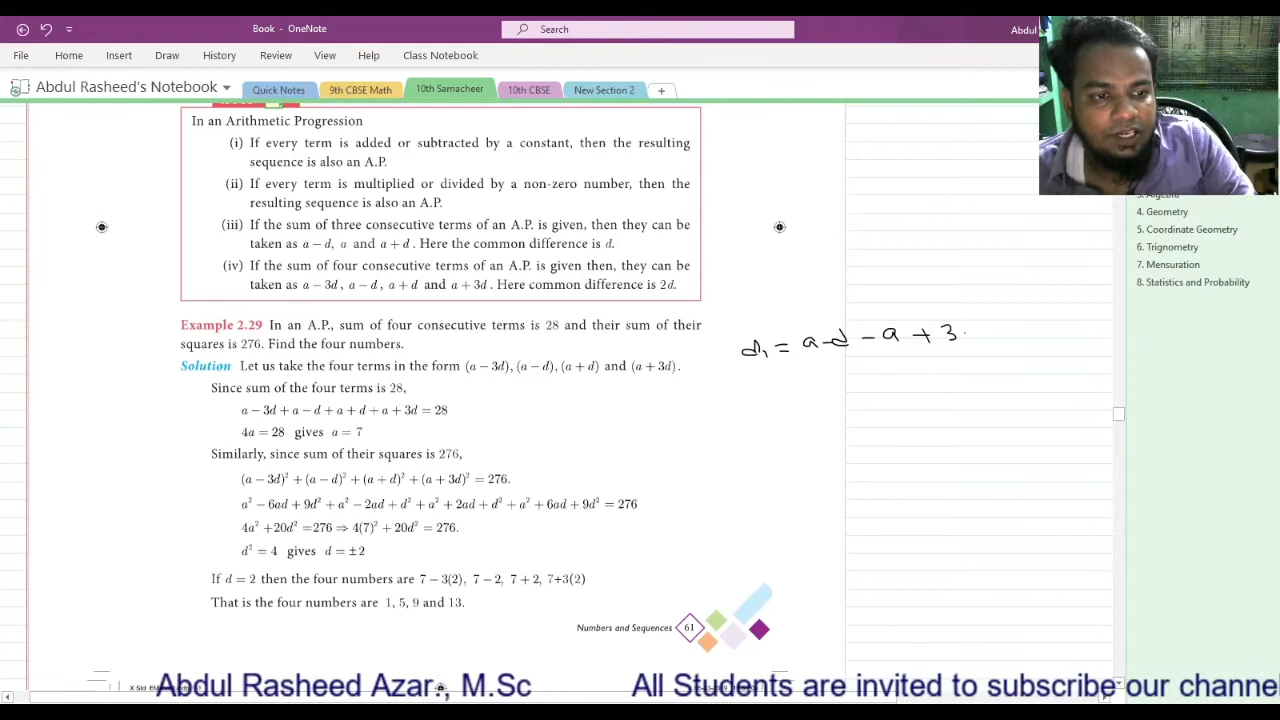 Book - OneNote
Search
Abdul
File Home Insert Draw History Review View Help Class Notebook
Abdul Rasheed's Notebook
Quick Notes
9th CBSE Math
10th Samacheer
10th CBSE
New Section 2
+
In an Arithmetic Progression
(i) If every term is added or subtracted by a constant, then the resulting
sequence is also an A.P.
(ii) If every term is multiplied or divided by a non-zero number, then the
resulting sequence is also an A.P.
(iii) If the sum of three consecutive terms of an A.P. is given, then they can be
taken as a − d, a and a + d. Here the common difference is d.
(iv) If the sum of four consecutive terms of an A.P. is given then, they can be
taken as a − 3d, a − d, a + d and a + 3d. Here common difference is 2d.
Example 2.29 In an A.P., sum of four consecutive terms is 28 and their sum of their
squares is 276. Find the four numbers.
Solution Let us take the four terms in the form (a − 3d), (a − d), (a + d) and (a + 3d).
Since sum of the four terms is 28,
a − 3d + a − d + a + d + a + 3d = 28
4a = 28 gives a = 7
Similarly, since sum of their squares is 276,
(a − 3d)² + (a − d)² + (a + d)² + (a + 3d)² = 276.
a² − 6ad + 9d² + a² − 2ad + d² + a² + 2ad + d² + a² + 6ad + 9d² = 276
4a² + 20d² = 276 ⇒ 4(7)² + 20d² = 276.
d² = 4 gives d = ±2
If d = 2 then the four numbers are 7 − 3(2), 7 − 2, 7 + 2, 7+3(2)
That is the four numbers are 1, 5, 9 and 13.
Numbers and Sequences 61
d₁ = a-d - a + 3
3. Algebra
4. Geometry
5. Coordinate Geometry
6. Trignometry
7. Mensuration
8. Statistics and Probability
Abdul Rasheed Azar., M.Sc
All Students are invited to subscribe our channel